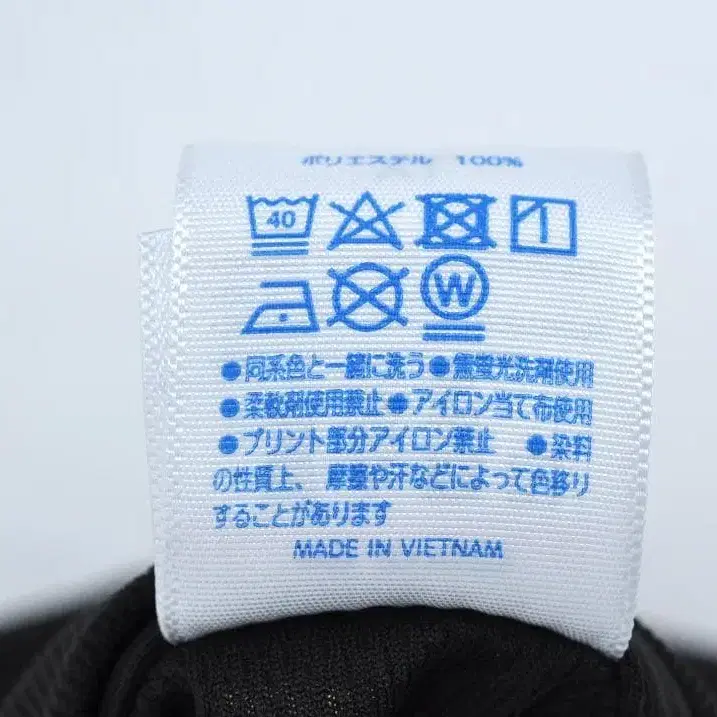 ポリエステル 100%
40
W
●同系色と一緒に洗う ●無蛍光洗剤使用
●柔軟剤使用禁止 ●アイロン当て布使用
●プリント部分アイロン禁止 ●染料
の性質上、 摩擦や汗などによって色移り
することがあります
MADE IN VIETNAM